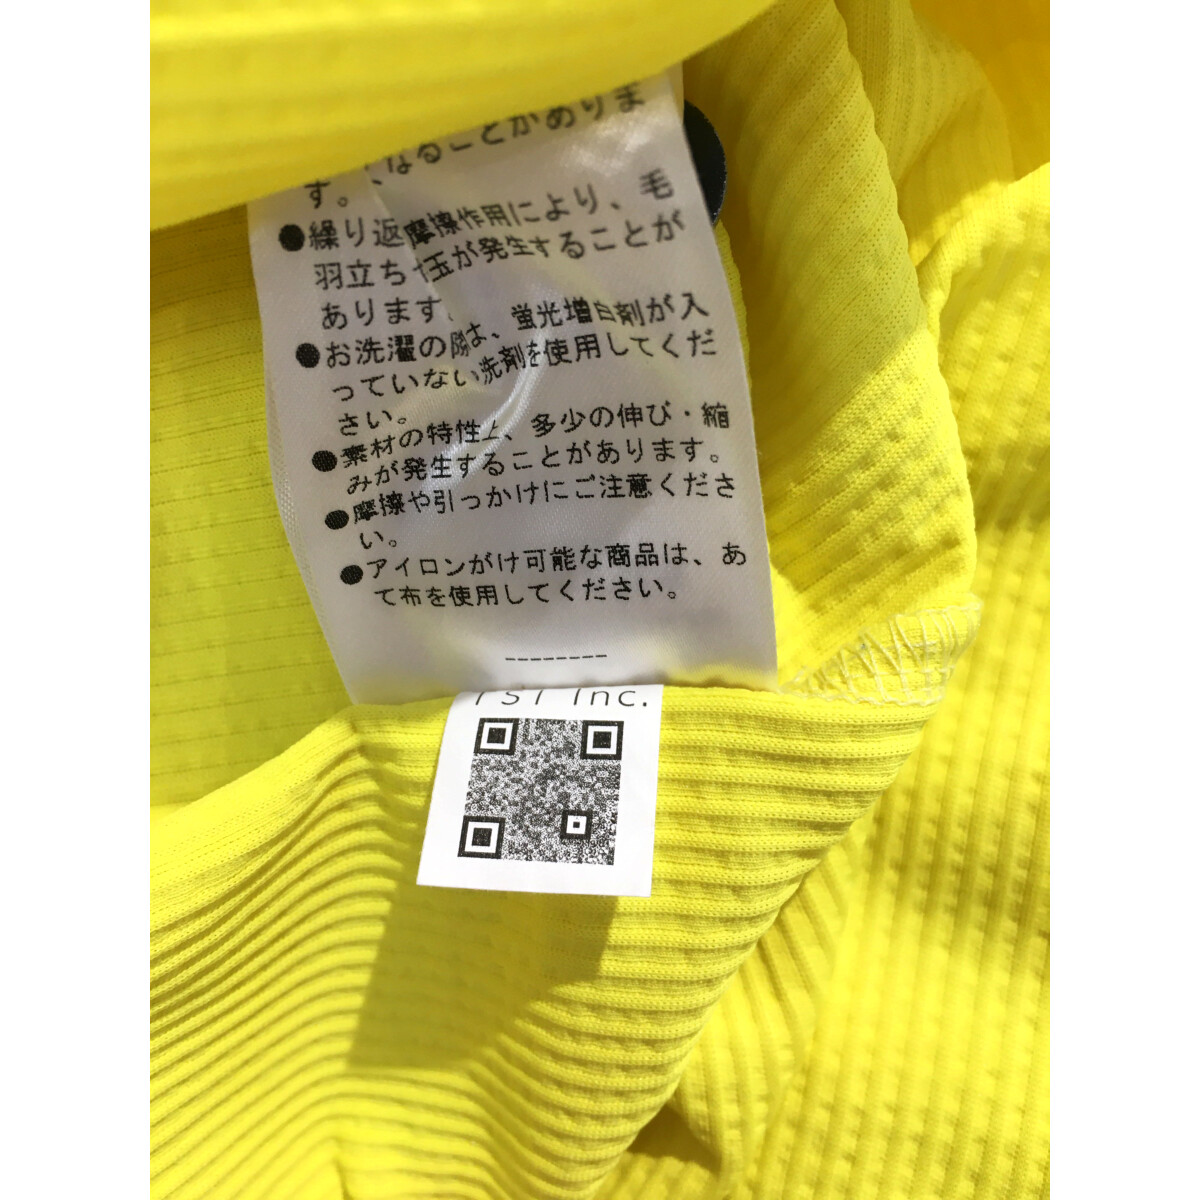 なることがありま
す。
●繰り返摩擦作用により、毛
羽立ち玉が発生することが
あります
●お洗濯の際は、蛍光増白剤が入
っていない洗剤を使用してくだ
さい。
●素材の特性上、多少の伸び・縮
みが発生することがあります。
●摩擦や引っかけにご注意くださ
い。
●アイロンがけ可能な商品は、あ
て布を使用してください。
--------
TSI Inc.